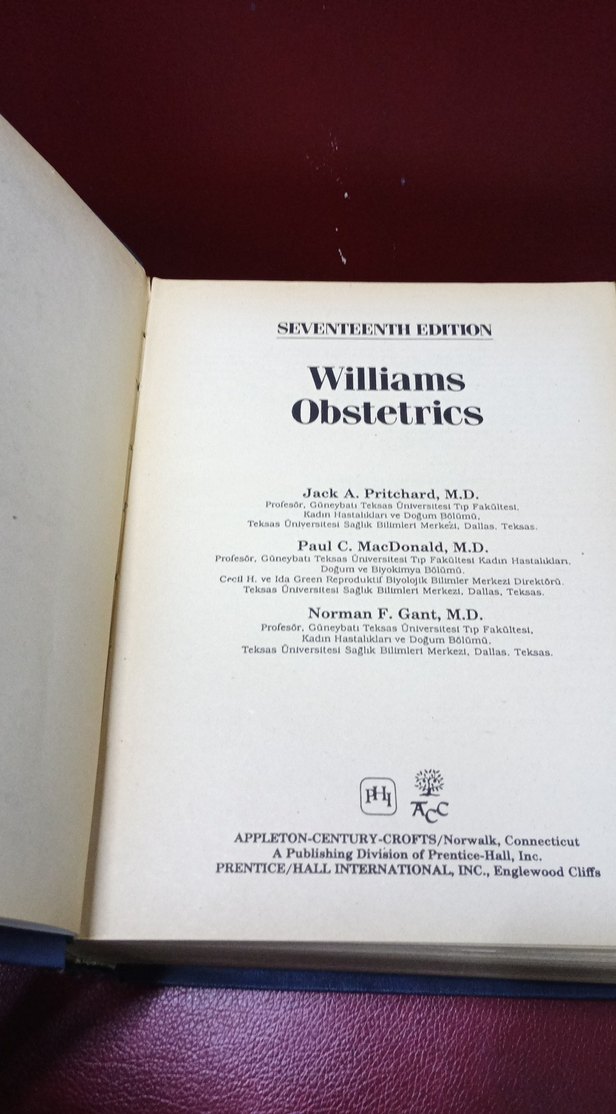 SEVENTEENTH EDITION
Williams
Obstetrics
Jack A. Pritchard, M.D.
Profesör, Güneybatı Teksas Üniversitesi Tıp Fakültesi,
Kadın Hastalıkları ve Doğum Bölümü,
Teksas Üniversitesi Sağlık Bilimleri Merkezi, Dallas, Teksas.
Paul C. MacDonald, M.D.
Profesör, Güneybatı Teksas Üniversitesi Tıp Fakültesi Kadın Hastalıkları,
Doğum ve Biyokimya Bölümü,
Cecil H. ve Ida Green Reproduktif Biyolojik Bilimler Merkezi Direktörü,
Teksas Üniversitesi Sağlık Bilimleri Merkezi, Dallas, Teksas.
Norman F. Gant, M.D.
Profesör, Güneybatı Teksas Üniversitesi Tıp Fakültesi,
Kadın Hastalıkları ve Doğum Bölümü,
Teksas Üniversitesi Sağlık Bilimleri Merkezi, Dallas, Teksas.
PHI ACC
APPLETON-CENTURY-CROFTS/Norwalk, Connecticut
A Publishing Division of Prentice-Hall, Inc.
PRENTICE/HALL INTERNATIONAL, INC., Englewood Cliffs